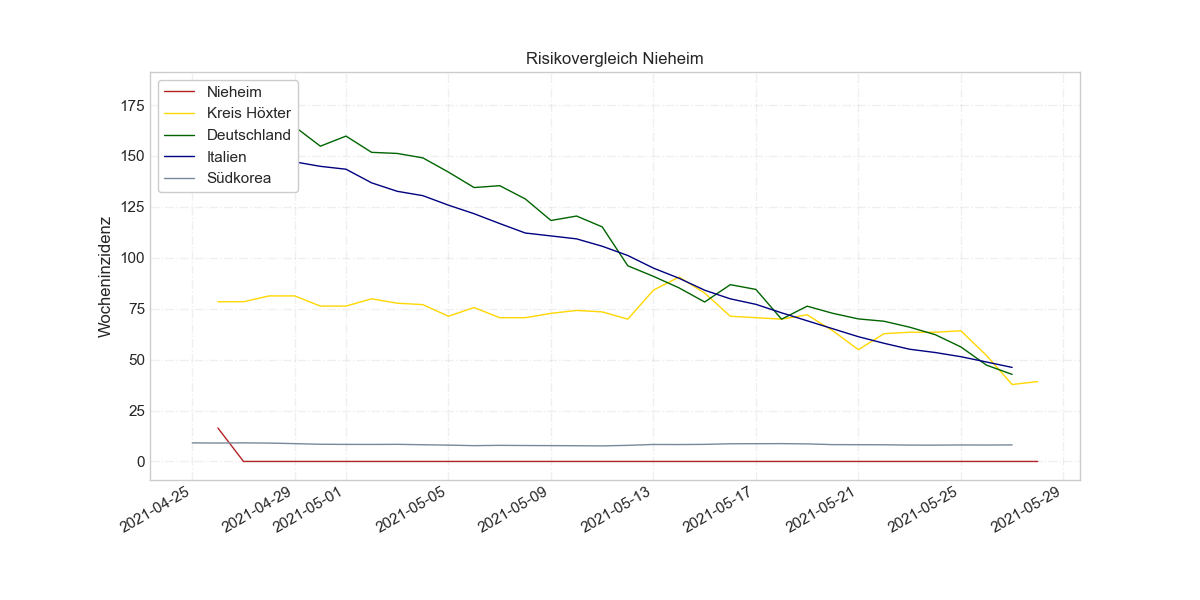 Risikovergleich Nieheim
Nieheim
Kreis Höxter
Deutschland
Italien
Südkorea
Wocheninzidenz
175
150
125
100
75
50
25
0
2021-04-25
2021-04-29
2021-05-01
2021-05-05
2021-05-09
2021-05-13
2021-05-17
2021-05-21
2021-05-25
2021-05-29